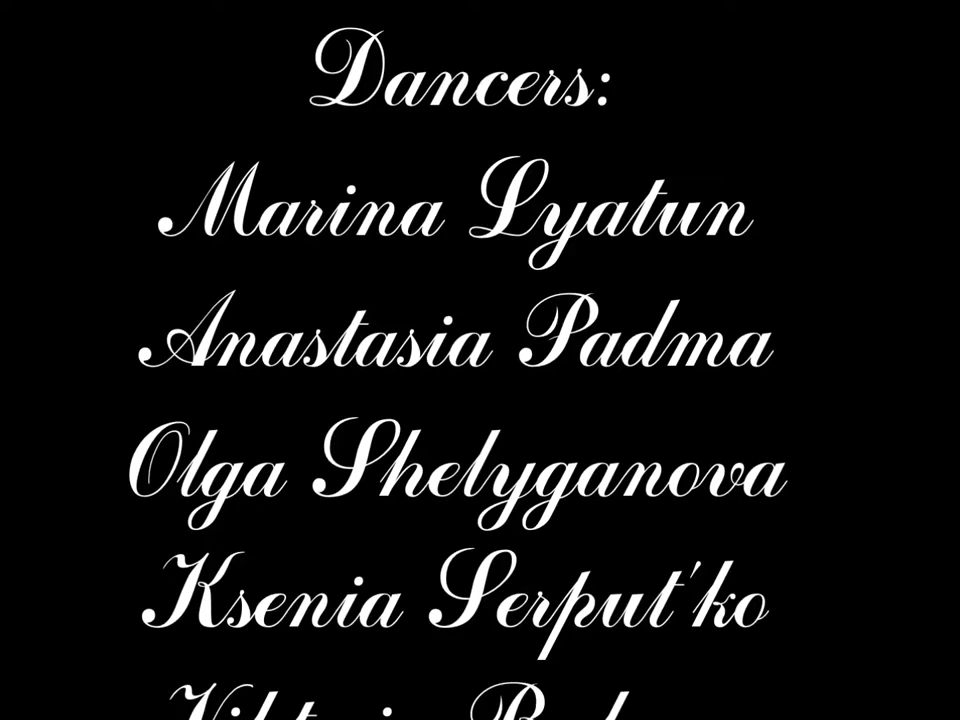 Dancers:
Marina Lyatun
Anastasia Padma
Olga Shelyganova
Ksenia Serput'ko